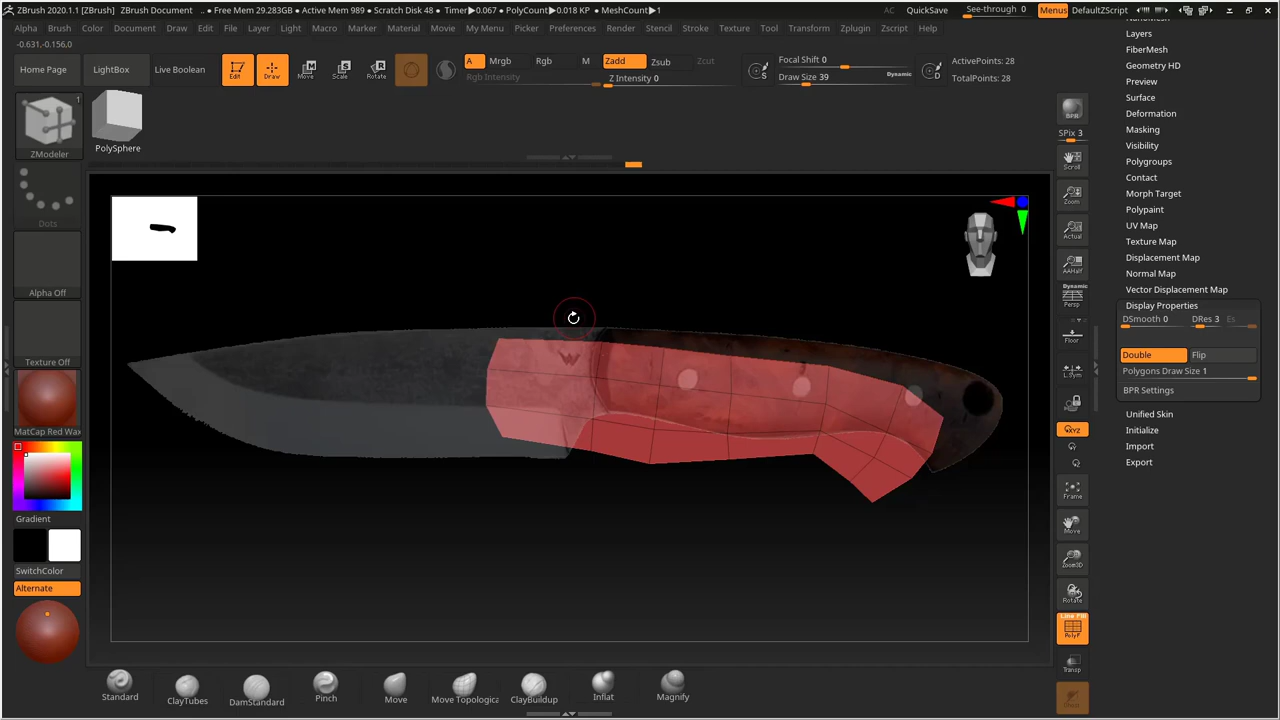 ZBrush 2020.1.1 [ZBrush] ZBrush Document .. • Free Mem 29.283GB • Active Mem 989 • Scratch Disk 48 • Timer▶0.067 • PolyCount▶0.018 KP • MeshCount▶1 AC QuickSave See-through 0 Menus DefaultZScript
Alpha Brush Color Document Draw Edit File Layer Light Macro Marker Material Movie My Menu Picker Preferences Render Stencil Stroke Texture Tool Transform Zplugin Zscript Help
-0.631,-0.156,0
Home Page LightBox Live Boolean Edit Draw Move Scale Rotate
A Mrgb Rgb M Zadd Zsub Zcut
Rgb Intensity Z Intensity 0
Focal Shift 0
Draw Size 39 Dynamic
S D
ActivePoints: 28
TotalPoints: 28
1
ZModeler
PolySphere
Dots
Alpha Off
Texture Off
MatCap Red Wax
Gradient
SwitchColor
Alternate
W
BPR
SPix 3
Scroll
Zoom
Actual
AAHalf
Dynamic
Persp
Floor
L.Sym
XYZ
Frame
Move
Zoom3D
Rotate
Line Fill
PolyF
Transp
Layers
FiberMesh
Geometry HD
Preview
Surface
Deformation
Masking
Visibility
Polygroups
Contact
Morph Target
Polypaint
UV Map
Texture Map
Displacement Map
Normal Map
Vector Displacement Map
Display Properties
DSmooth 0 DRes 3 Es
Double Flip
Polygons Draw Size 1
BPR Settings
Unified Skin
Initialize
Import
Export
Standard ClayTubes DamStandard Pinch Move Move Topologica ClayBuildup Inflat Magnify